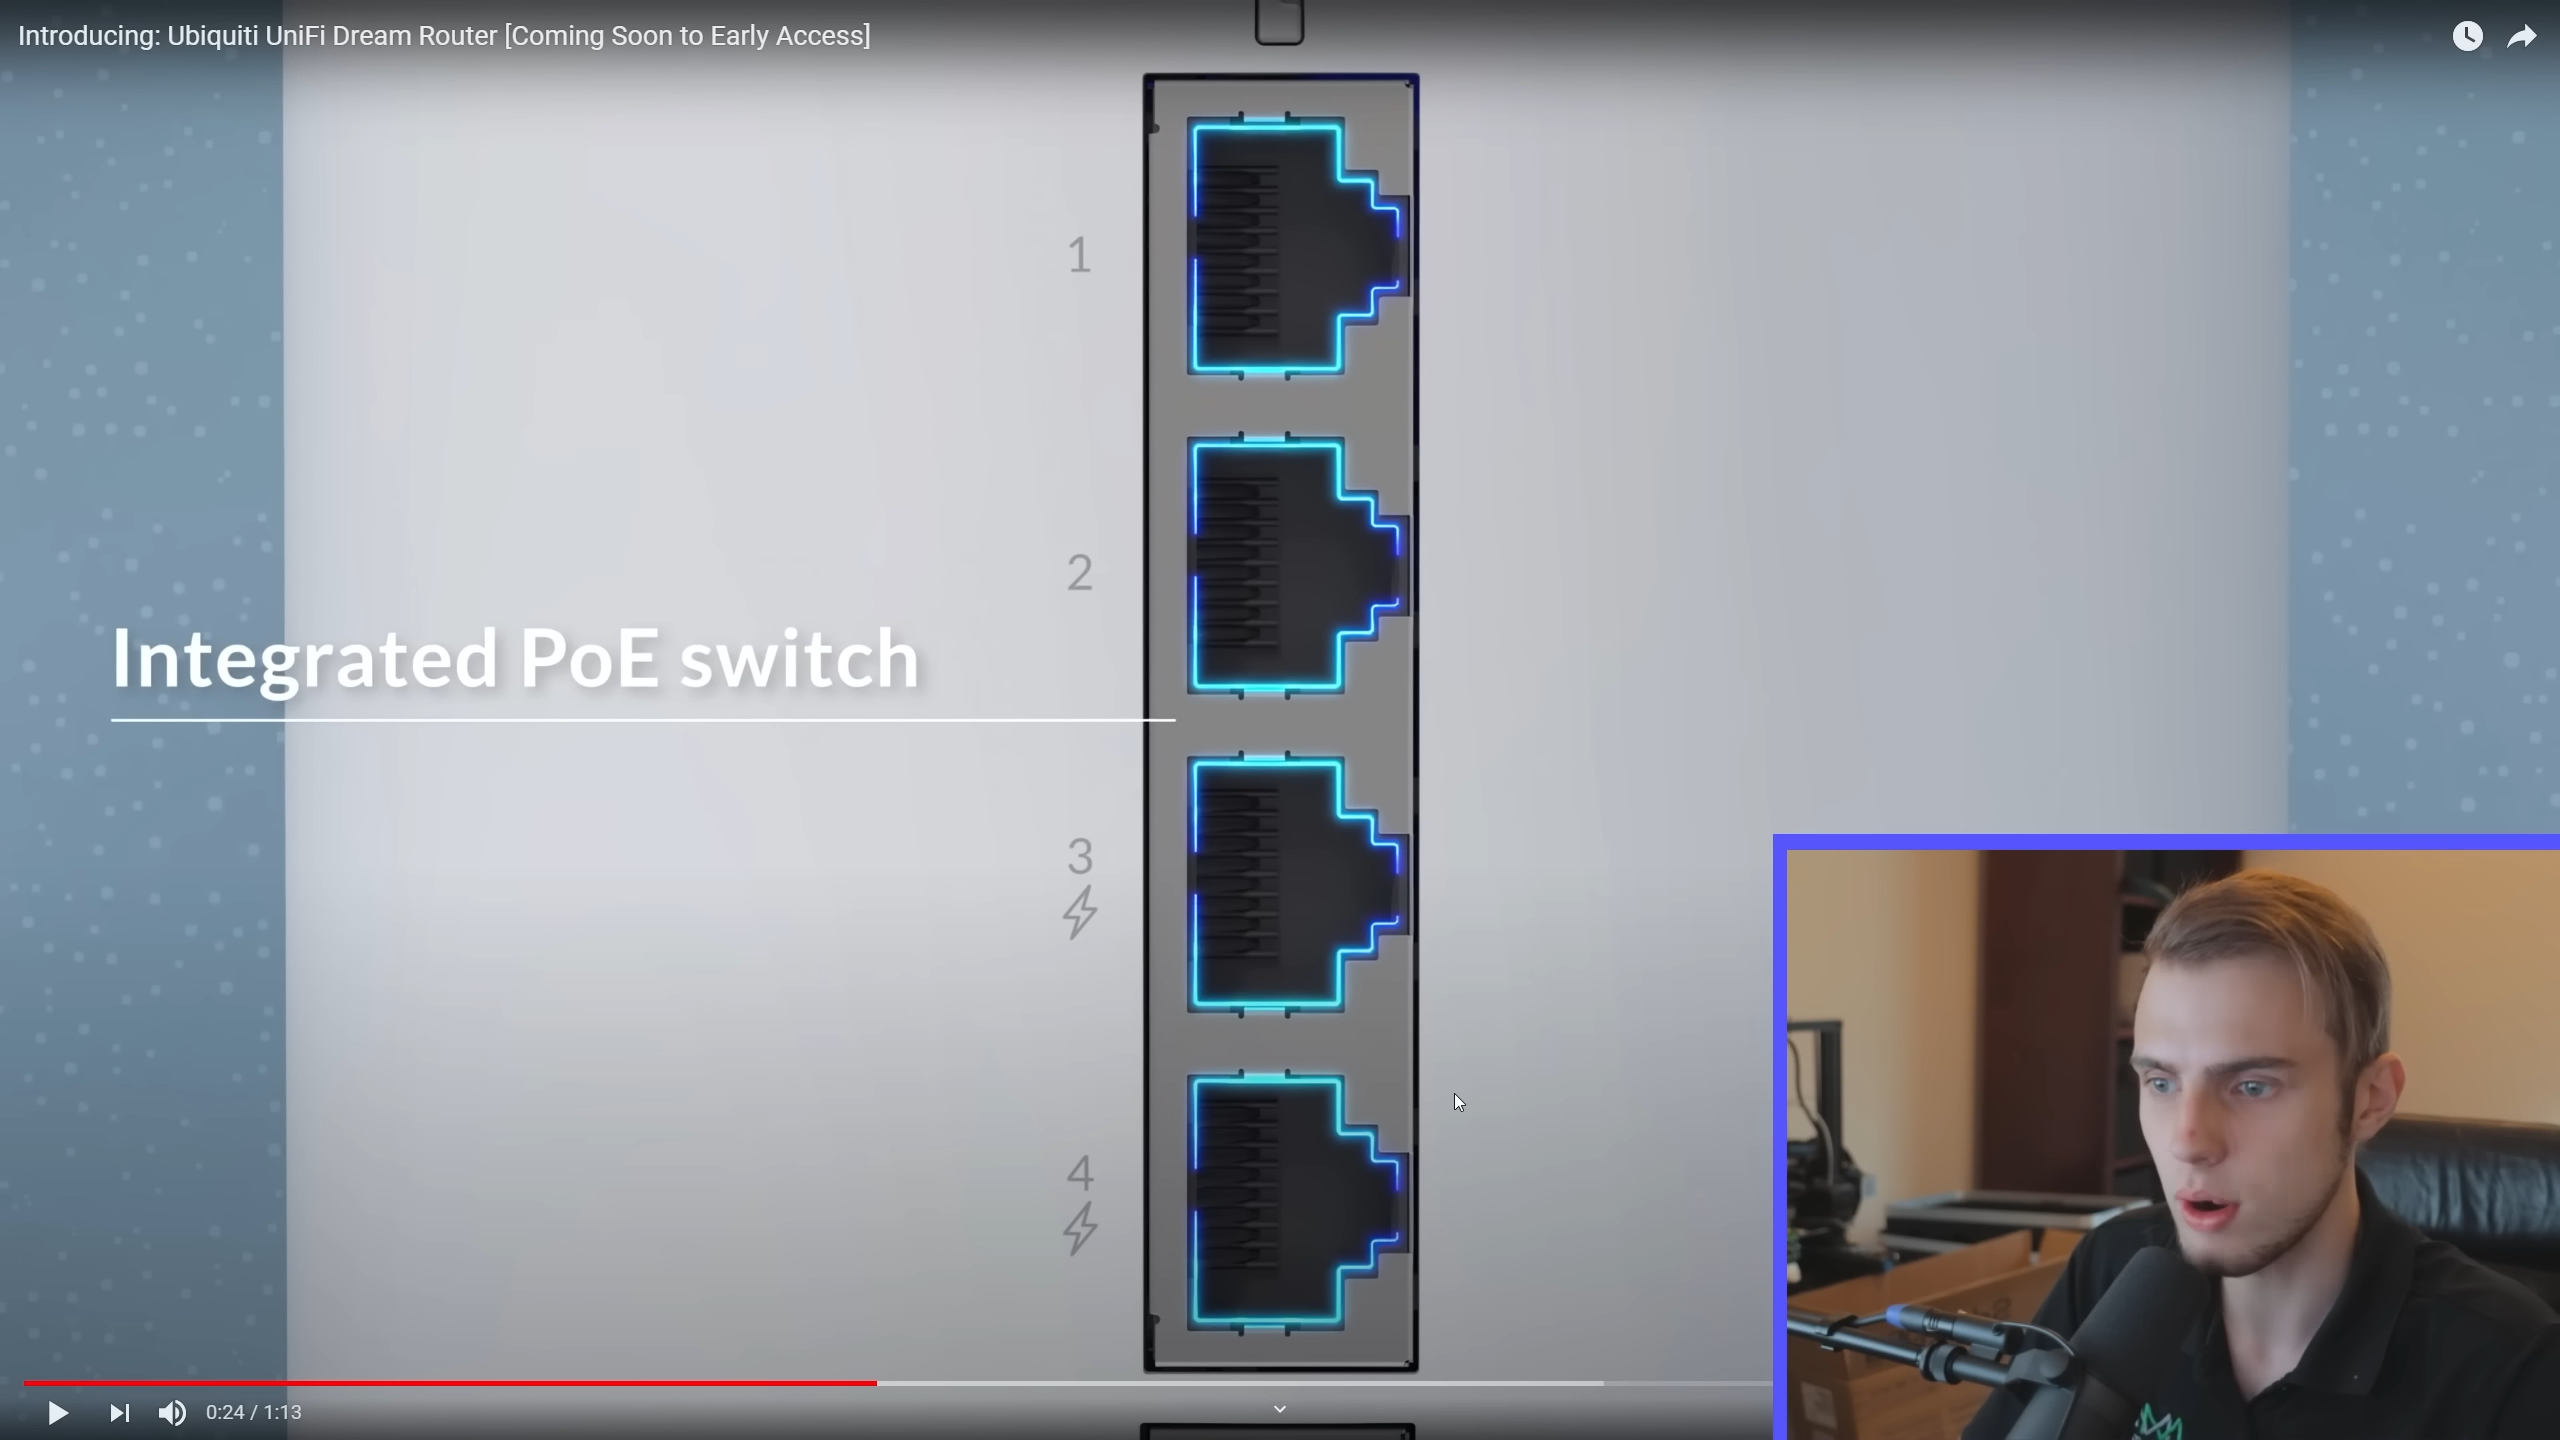 Introducing: Ubiquiti UniFi Dream Router [Coming Soon to Early Access]
1
2
Integrated PoE switch
3
4
0:24 / 1:13